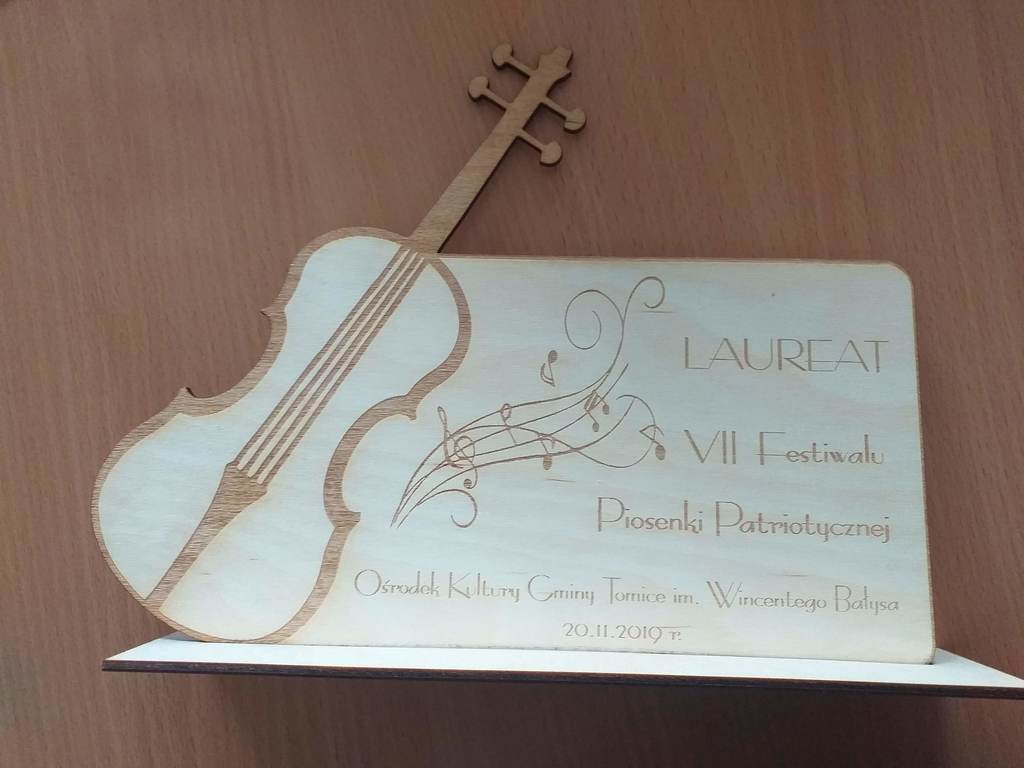 LAUREAT
VII Festiwalu
Piosenki Patriotycznej
Ośrodek Kultury Gminy Tomice im. Wincentego Bałysa
20.11.2019 r.